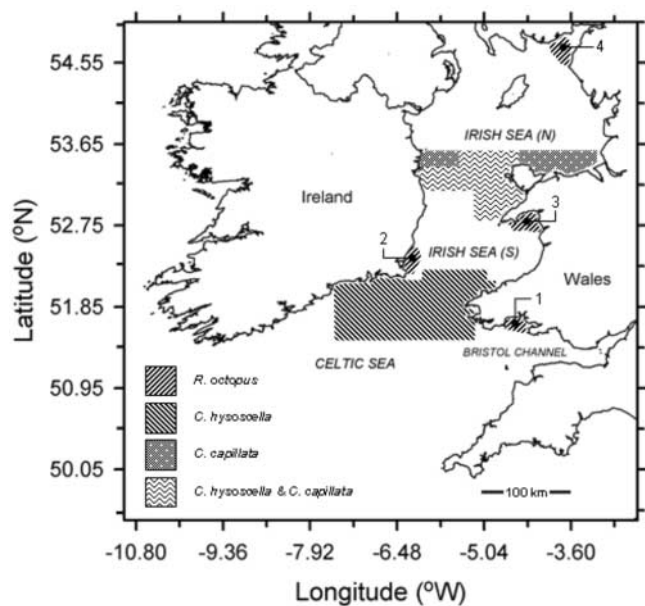 54.55
53.65
52.75
51.85
50.95
50.05
Latitude (ºN)
4
IRISH SEA (N)
Ireland
3
2
IRISH SEA (S)
Wales
1
CELTIC SEA
BRISTOL CHANNEL
R. octopus
C. hysoscella
C. capillata
C. hysoscella & C. capillata
100 km
-10.80 -9.36 -7.92 -6.48 -5.04 -3.60
Longitude (ºW)